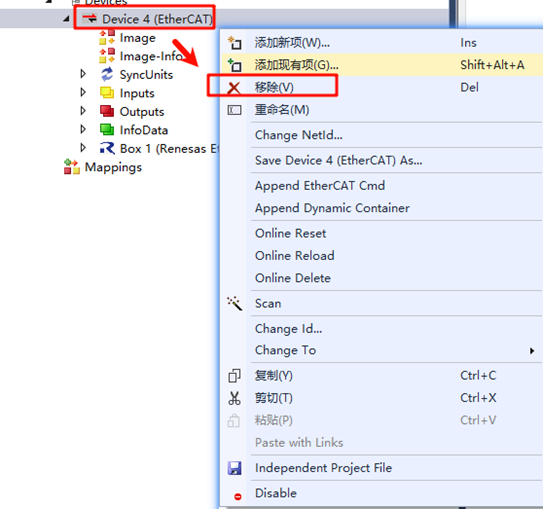 Devices
Device 4 (EtherCAT)
Image
Image-Info
SyncUnits
Inputs
Outputs
InfoData
Box 1 (Renesas Et
Mappings
添加新项(W)... Ins
添加现有项(G)... Shift+Alt+A
移除(V) Del
重命名(M)
Change NetId...
Save Device 4 (EtherCAT) As...
Append EtherCAT Cmd
Append Dynamic Container
Online Reset
Online Reload
Online Delete
Scan
Change Id...
Change To
复制(Y) Ctrl+C
剪切(T) Ctrl+X
粘贴(P) Ctrl+V
Paste with Links
Independent Project File
Disable